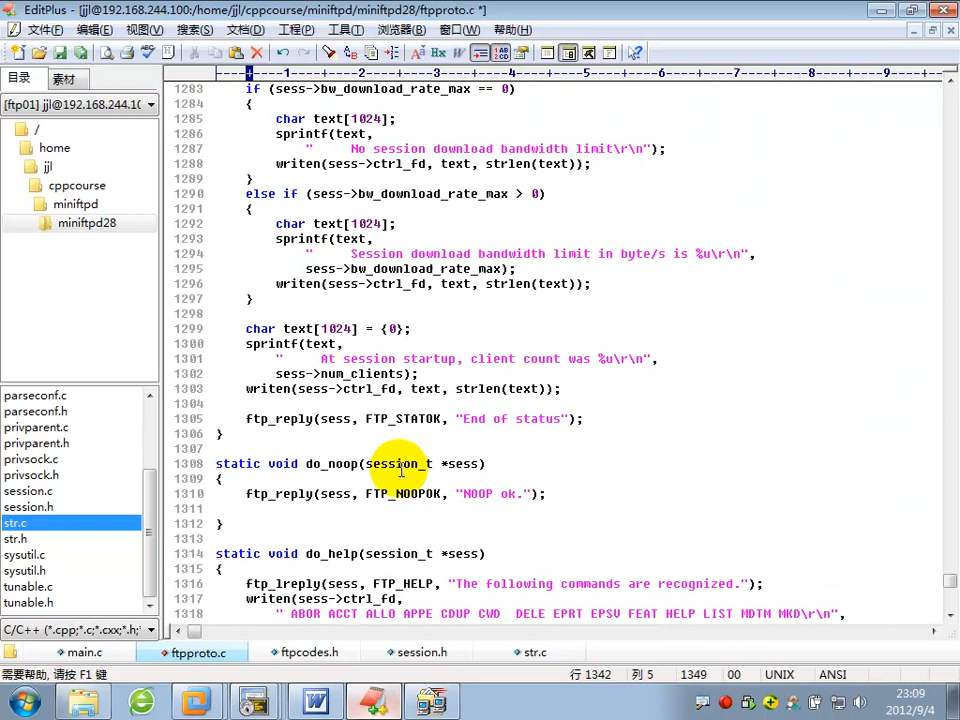 EditPlus - [jjl@192.168.244.100:/home/jjl/cppcourse/miniftpd/miniftpd28/ftpproto.c *]
文件(F) 编辑(E) 视图(V) 搜索(S) 文档(D) 工程(P) 工具(T) 浏览器(B) 窗口(W) 帮助(H)
目录 素材
----+----1----+----2----+----3----+----4----+----5----+----6----+----7----+----8----+----9---
[ftp01] jjl@192.168.244.10
/
home
jjl
cppcourse
miniftpd
miniftpd28
parseconf.c
parseconf.h
privparent.c
privparent.h
privsock.c
privsock.h
session.c
session.h
str.c
str.h
sysutil.c
sysutil.h
tunable.c
tunable.h
C/C++ (*.cpp;*.c;*.cxx;*.h;
1283 if (sess->bw_download_rate_max == 0)
1284 {
1285 char text[1024];
1286 sprintf(text,
1287 " No session download bandwidth limit\r\n");
1288 writen(sess->ctrl_fd, text, strlen(text));
1289 }
1290 else if (sess->bw_download_rate_max > 0)
1291 {
1292 char text[1024];
1293 sprintf(text,
1294 " Session download bandwidth limit in byte/s is %u\r\n",
1295 sess->bw_download_rate_max);
1296 writen(sess->ctrl_fd, text, strlen(text));
1297 }
1298
1299 char text[1024] = {0};
1300 sprintf(text,
1301 " At session startup, client count was %u\r\n",
1302 sess->num_clients);
1303 writen(sess->ctrl_fd, text, strlen(text));
1304
1305 ftp_reply(sess, FTP_STATOK, "End of status");
1306 }
1307
1308 static void do_noop(session_t *sess)
1309 {
1310 ftp_reply(sess, FTP_NOOPOK, "NOOP ok.");
1311
1312 }
1313
1314 static void do_help(session_t *sess)
1315 {
1316 ftp_lreply(sess, FTP_HELP, "The following commands are recognized.");
1317 writen(sess->ctrl_fd,
1318 " ABOR ACCT ALLO APPE CDUP CWD DELE EPRT EPSV FEAT HELP LIST MDTM MKD\r\n",
main.c ftpproto.c ftpcodes.h session.h str.c
需要帮助, 请按 F1 键 行 1342 列 5 1349 00 UNIX ANSI
23:09
2012/9/4